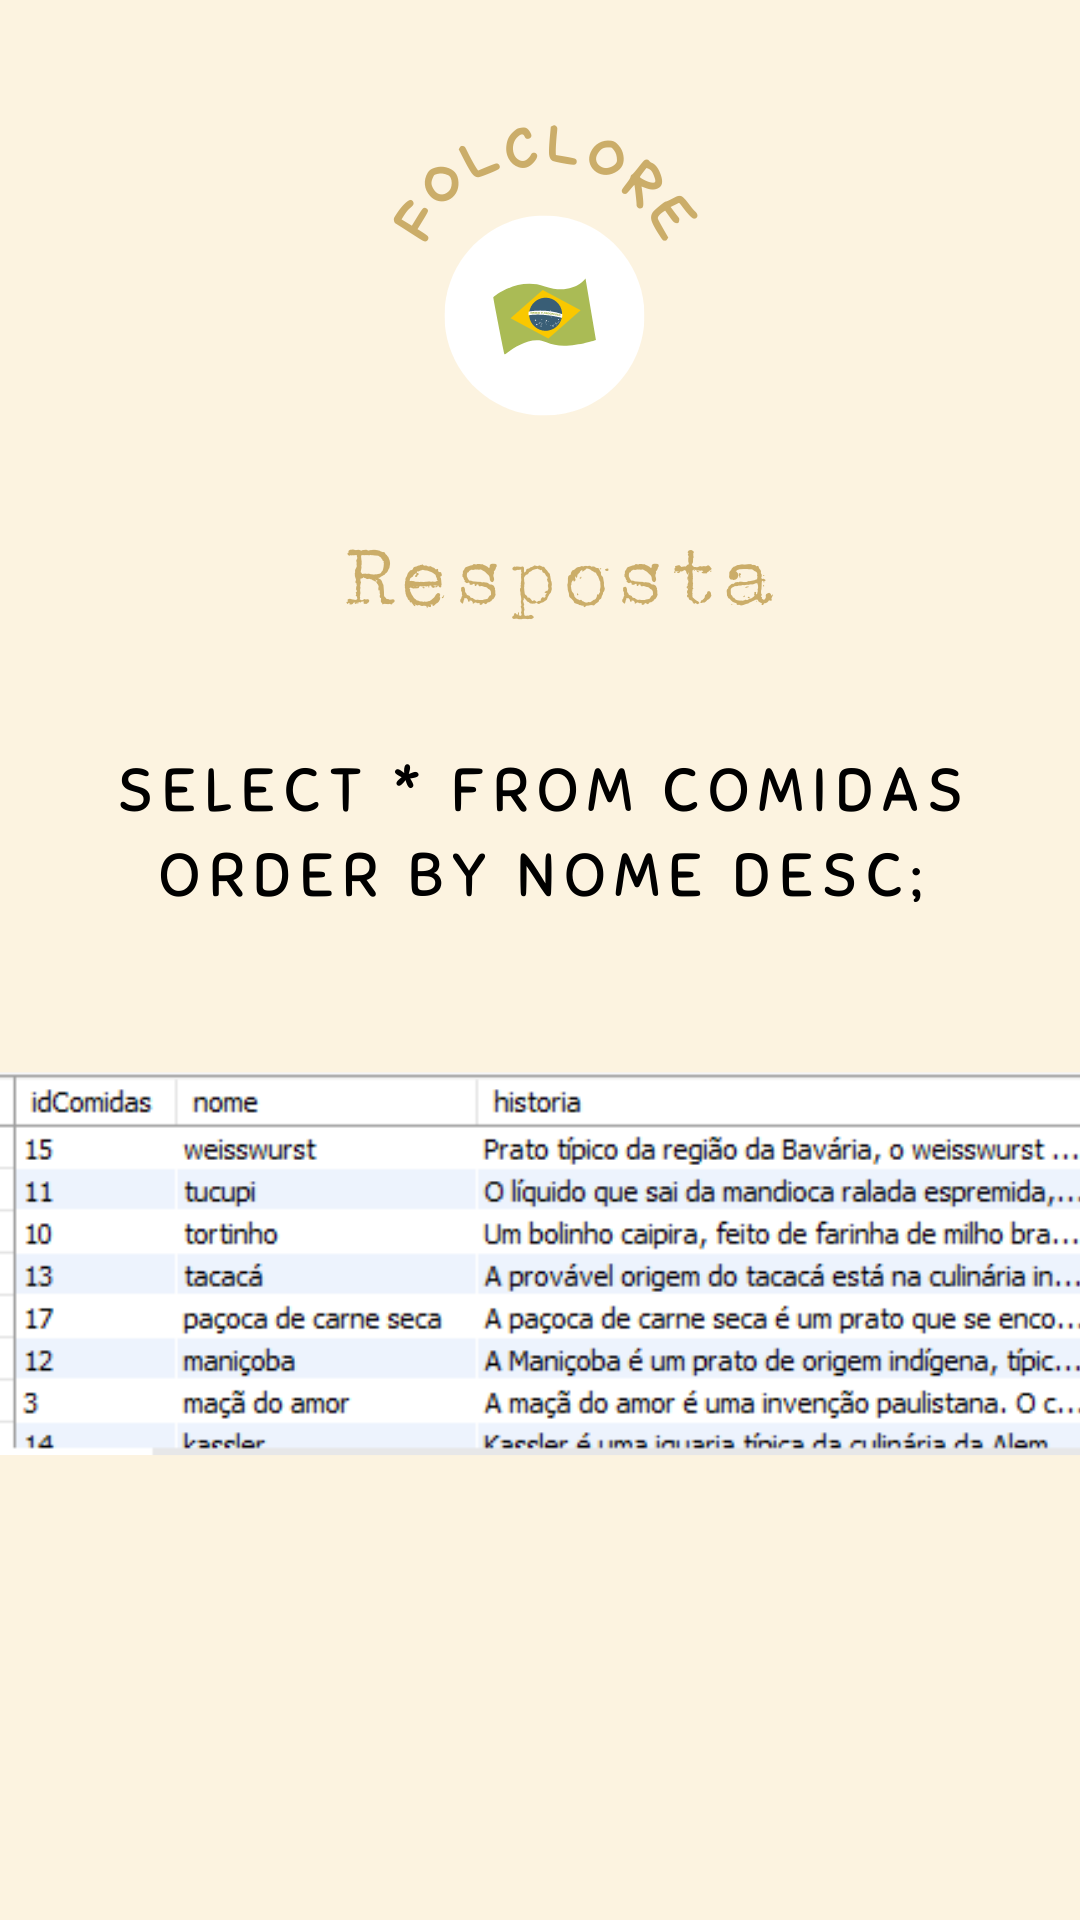 FOLCLORE
Resposta
SELECT * FROM COMIDAS
ORDER BY NOME DESC;
idComidas nome historia
15 weisswurst Prato típico da região da Bavária, o weisswurst ...
11 tucupi O líquido que sai da mandioca ralada espremida,...
10 tortinho Um bolinho caipira, feito de farinha de milho bra...
13 tacacá A provável origem do tacacá está na culinária in...
17 paçoca de carne seca A paçoca de carne seca é um prato que se enco...
12 maniçoba A Maniçoba é um prato de origem indígena, típic...
3 maçã do amor A maçã do amor é uma invenção paulistana. O c...
14 kassler Kassler é uma iguaria típica da culinária da Alem